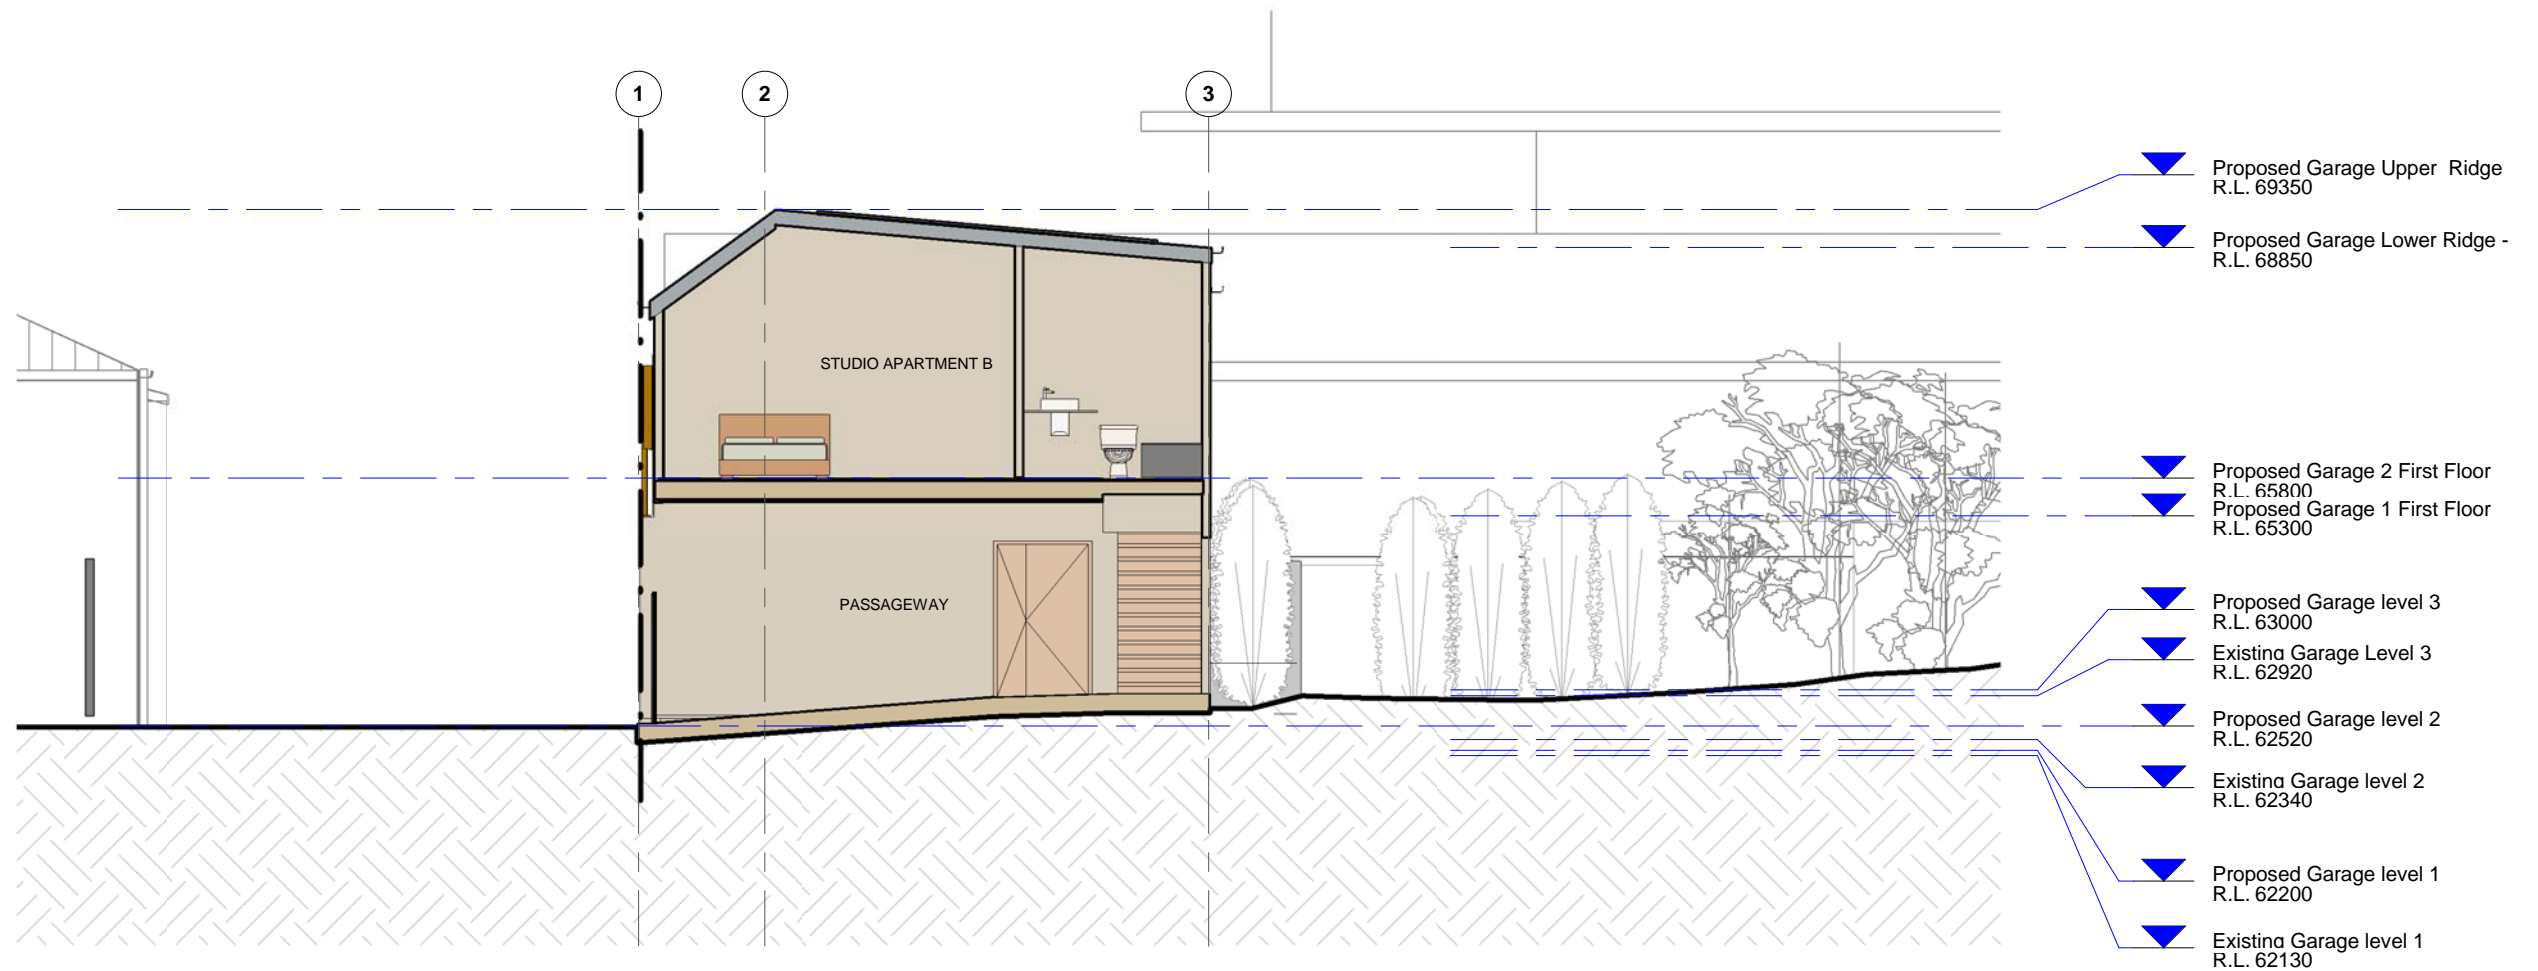 1
2
3
Proposed Garage Upper Ridge
R.L. 69350
Proposed Garage Lower Ridge -
R.L. 68850
STUDIO APARTMENT B
Proposed Garage 2 First Floor
R.L. 65800
Proposed Garage 1 First Floor
R.L. 65300
PASSAGEWAY
Proposed Garage level 3
R.L. 63000
Existing Garage Level 3
R.L. 62920
Proposed Garage level 2
R.L. 62520
Existing Garage level 2
R.L. 62340
Proposed Garage level 1
R.L. 62200
Existing Garage level 1
R.L. 62130